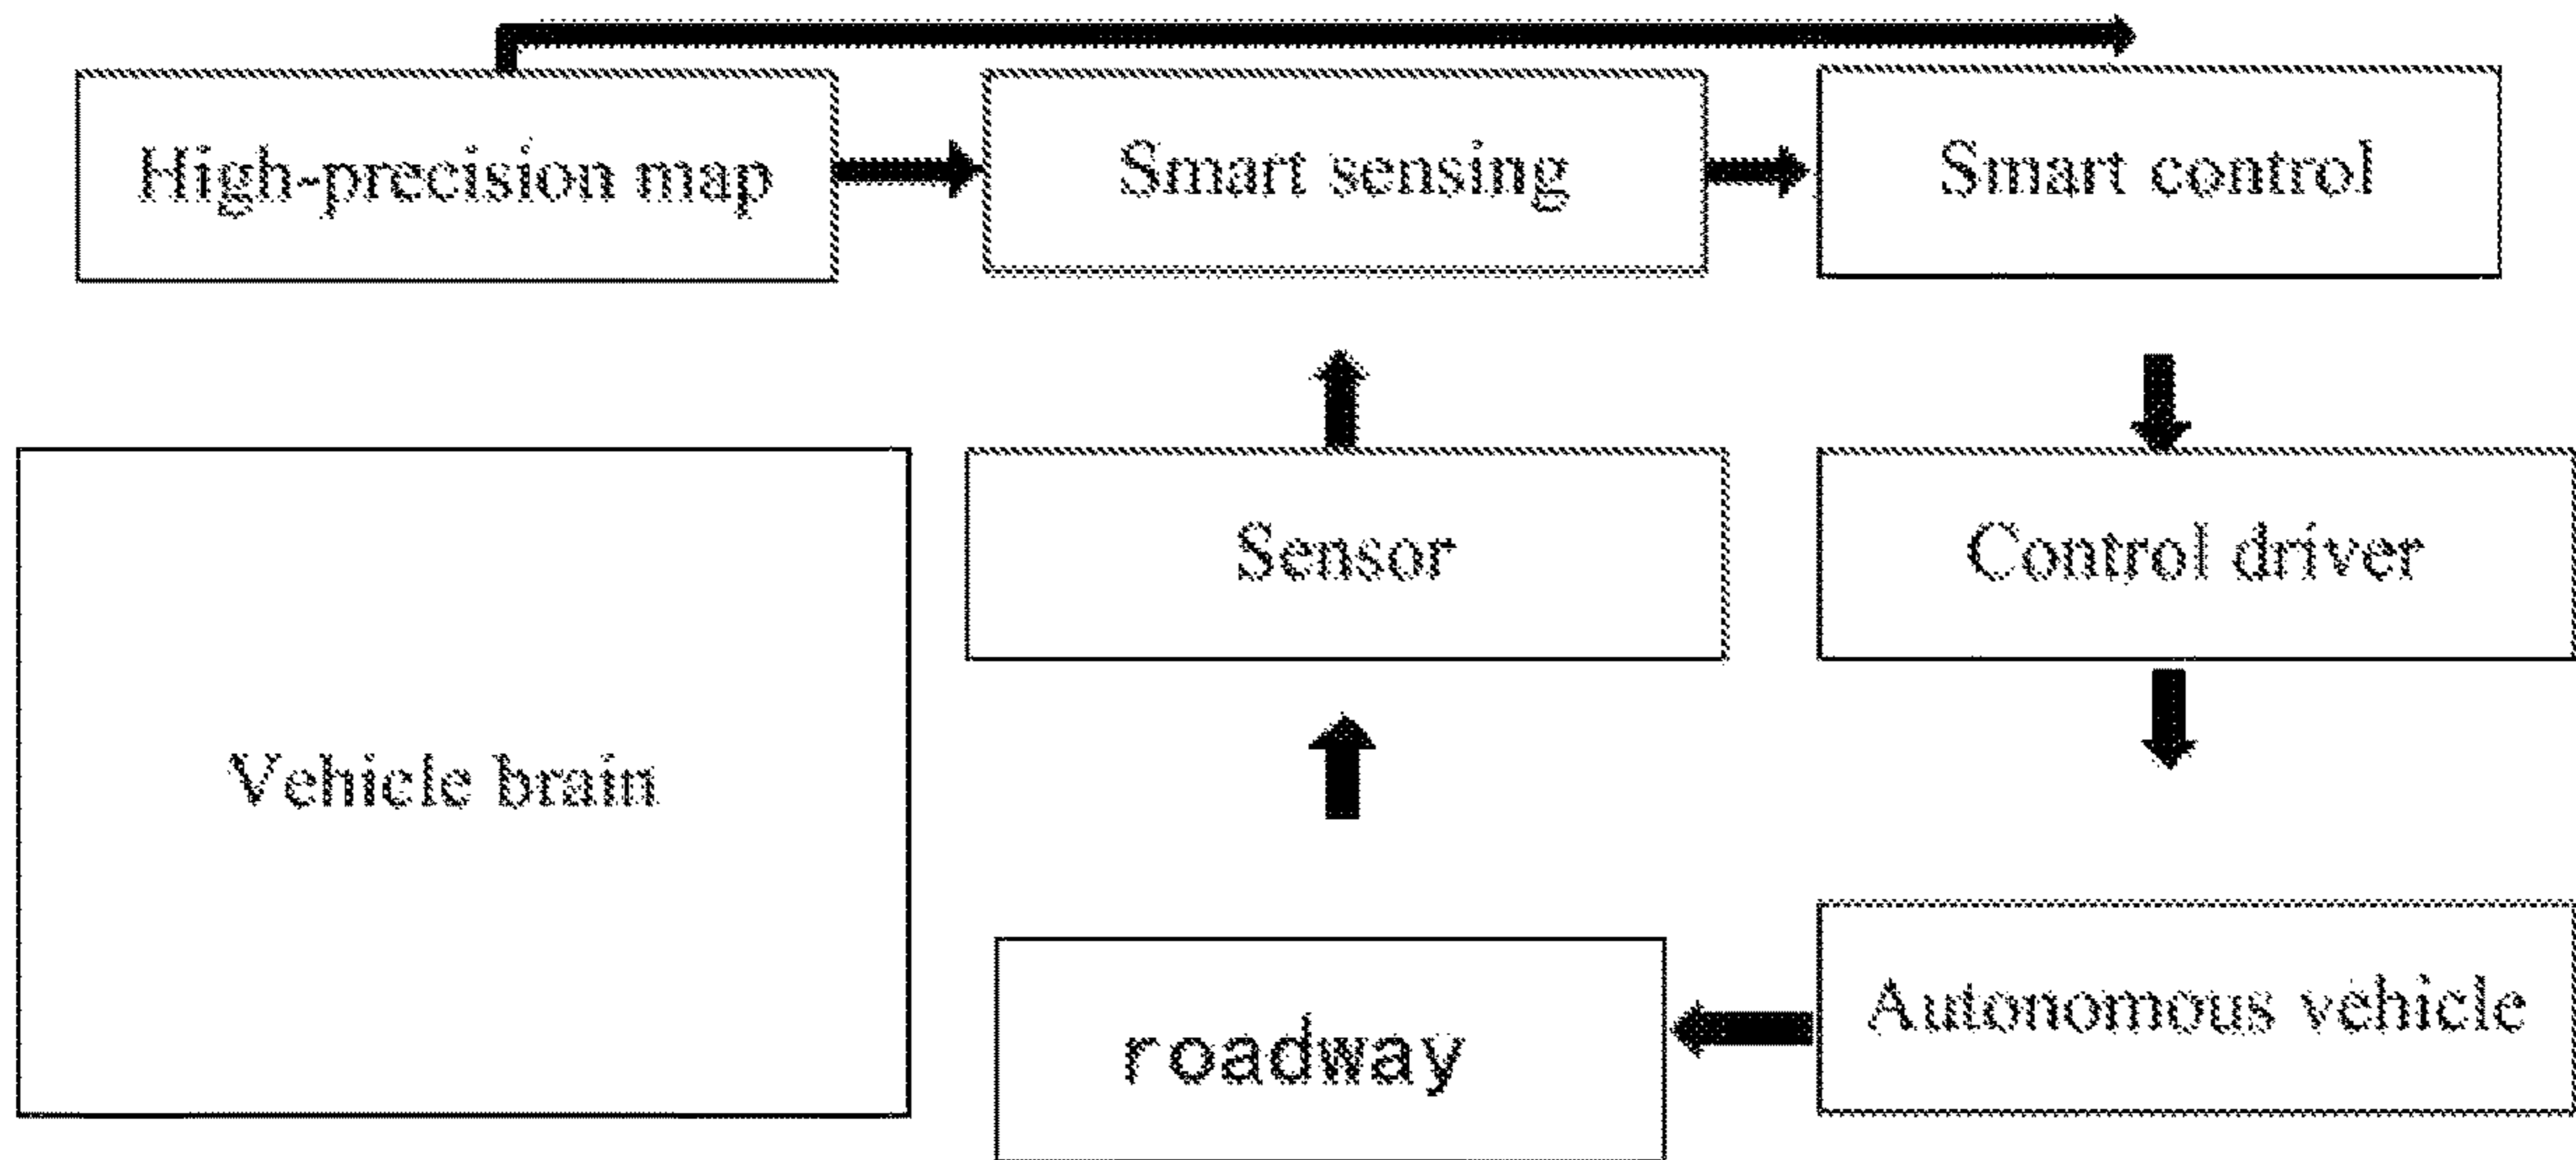 High-precision map
Smart sensing
Smart control
Sensor
Control driver
Vehicle brain
Autonomous vehicle
roadway